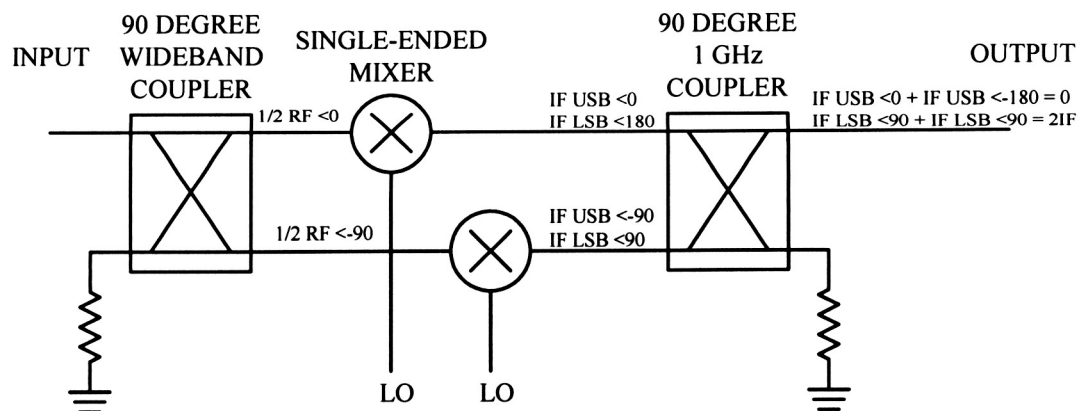 INPUT
90 DEGREE
WIDEBAND
COUPLER
SINGLE-ENDED
MIXER
90 DEGREE
1 GHz
COUPLER
OUTPUT
1/2 RF <0
IF USB <0
IF LSB <180
IF USB <0 + IF USB <-180 = 0
IF LSB <90 + IF LSB <90 = 2IF
1/2 RF <-90
IF USB <-90
IF LSB <90
LO
LO